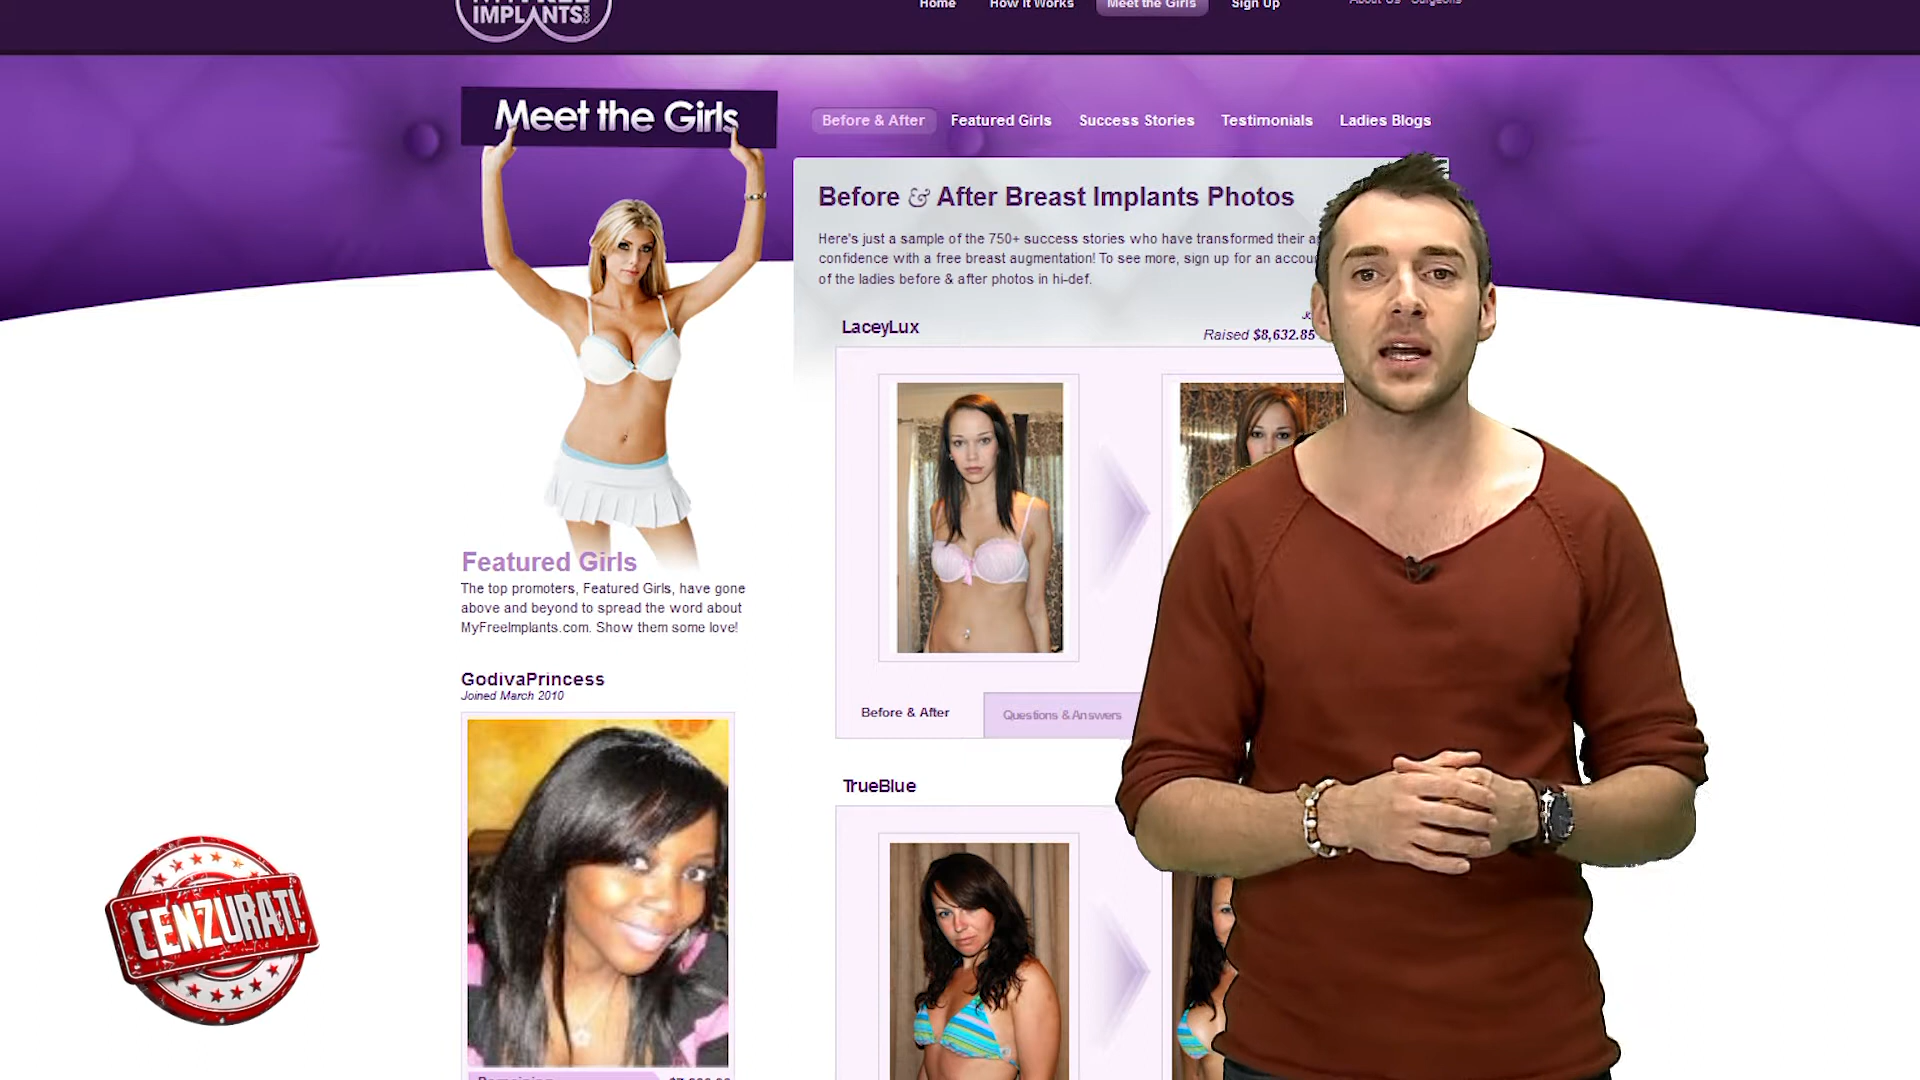 IMPLANTS.COM
Home
How It Works
Meet the Girls
Sign Up
About Us
Surgeons
Meet the Girls
Before & After
Featured Girls
Success Stories
Testimonials
Ladies Blogs
Before & After Breast Implants Photos
Here's just a sample of the 750+ success stories who have transformed their
confidence with a free breast augmentation! To see more, sign up for an
of the ladies before & after photos in hi-def.
LaceyLux
Raised $8,632.85
Before & After
Questions & Answers
TrueBlue
Featured Girls
The top promoters, Featured Girls, have gone
above and beyond to spread the word about
MyFreeImplants.com. Show them some love!
GodivaPrincess
Joined March 2010
CENZURAT!